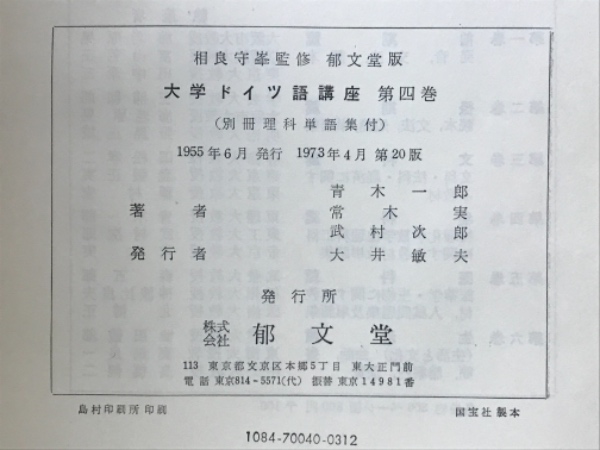 相良守峯監修 郁文堂版
大学ドイツ語講座 第四巻
(別冊理科単語集付)
1955年6月 発行 1973年4月 第20版
青木一郎
著者 常木実
武村次郎
発行者 大井敏夫
発行所
株式会社 郁文堂
113 東京都文京区本郷5丁目 東大正門前
電話 東京814-5571(代) 振替 東京14981番
島村印刷所印刷 国宝社製本
1084-70040-0312